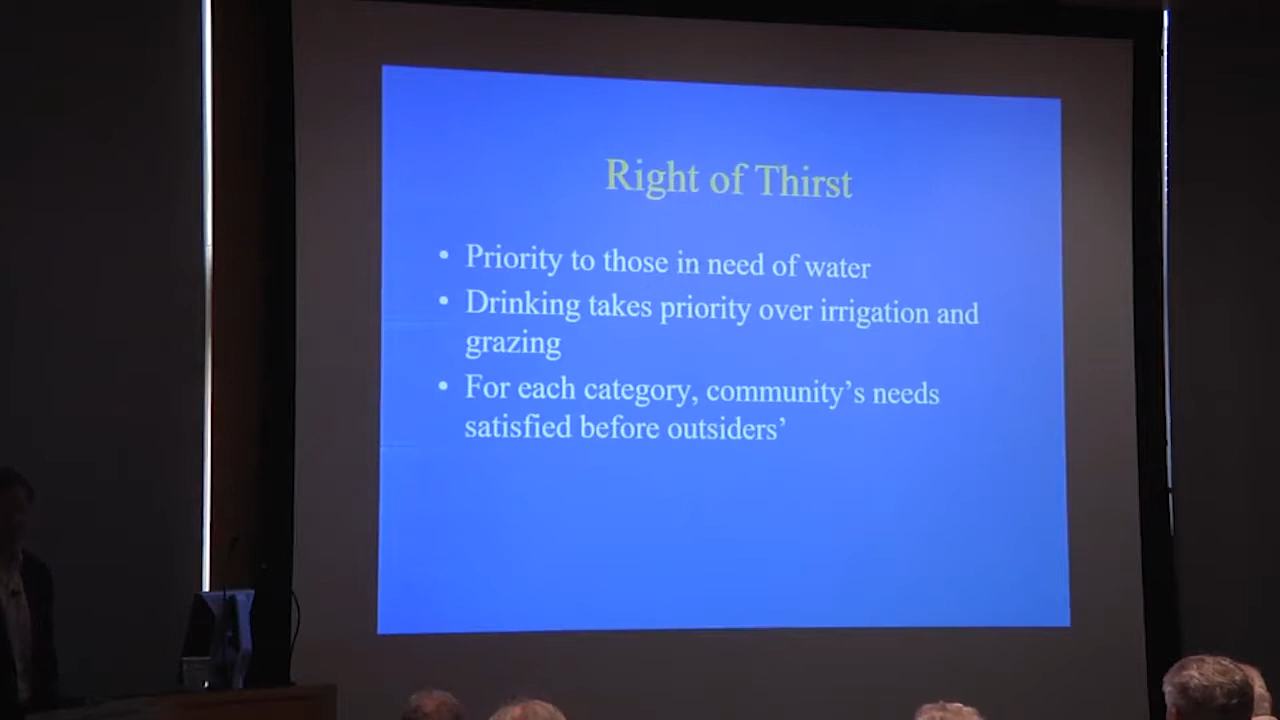 Right of Thirst
• Priority to those in need of water
• Drinking takes priority over irrigation and
grazing
• For each category, community’s needs
satisfied before outsiders’